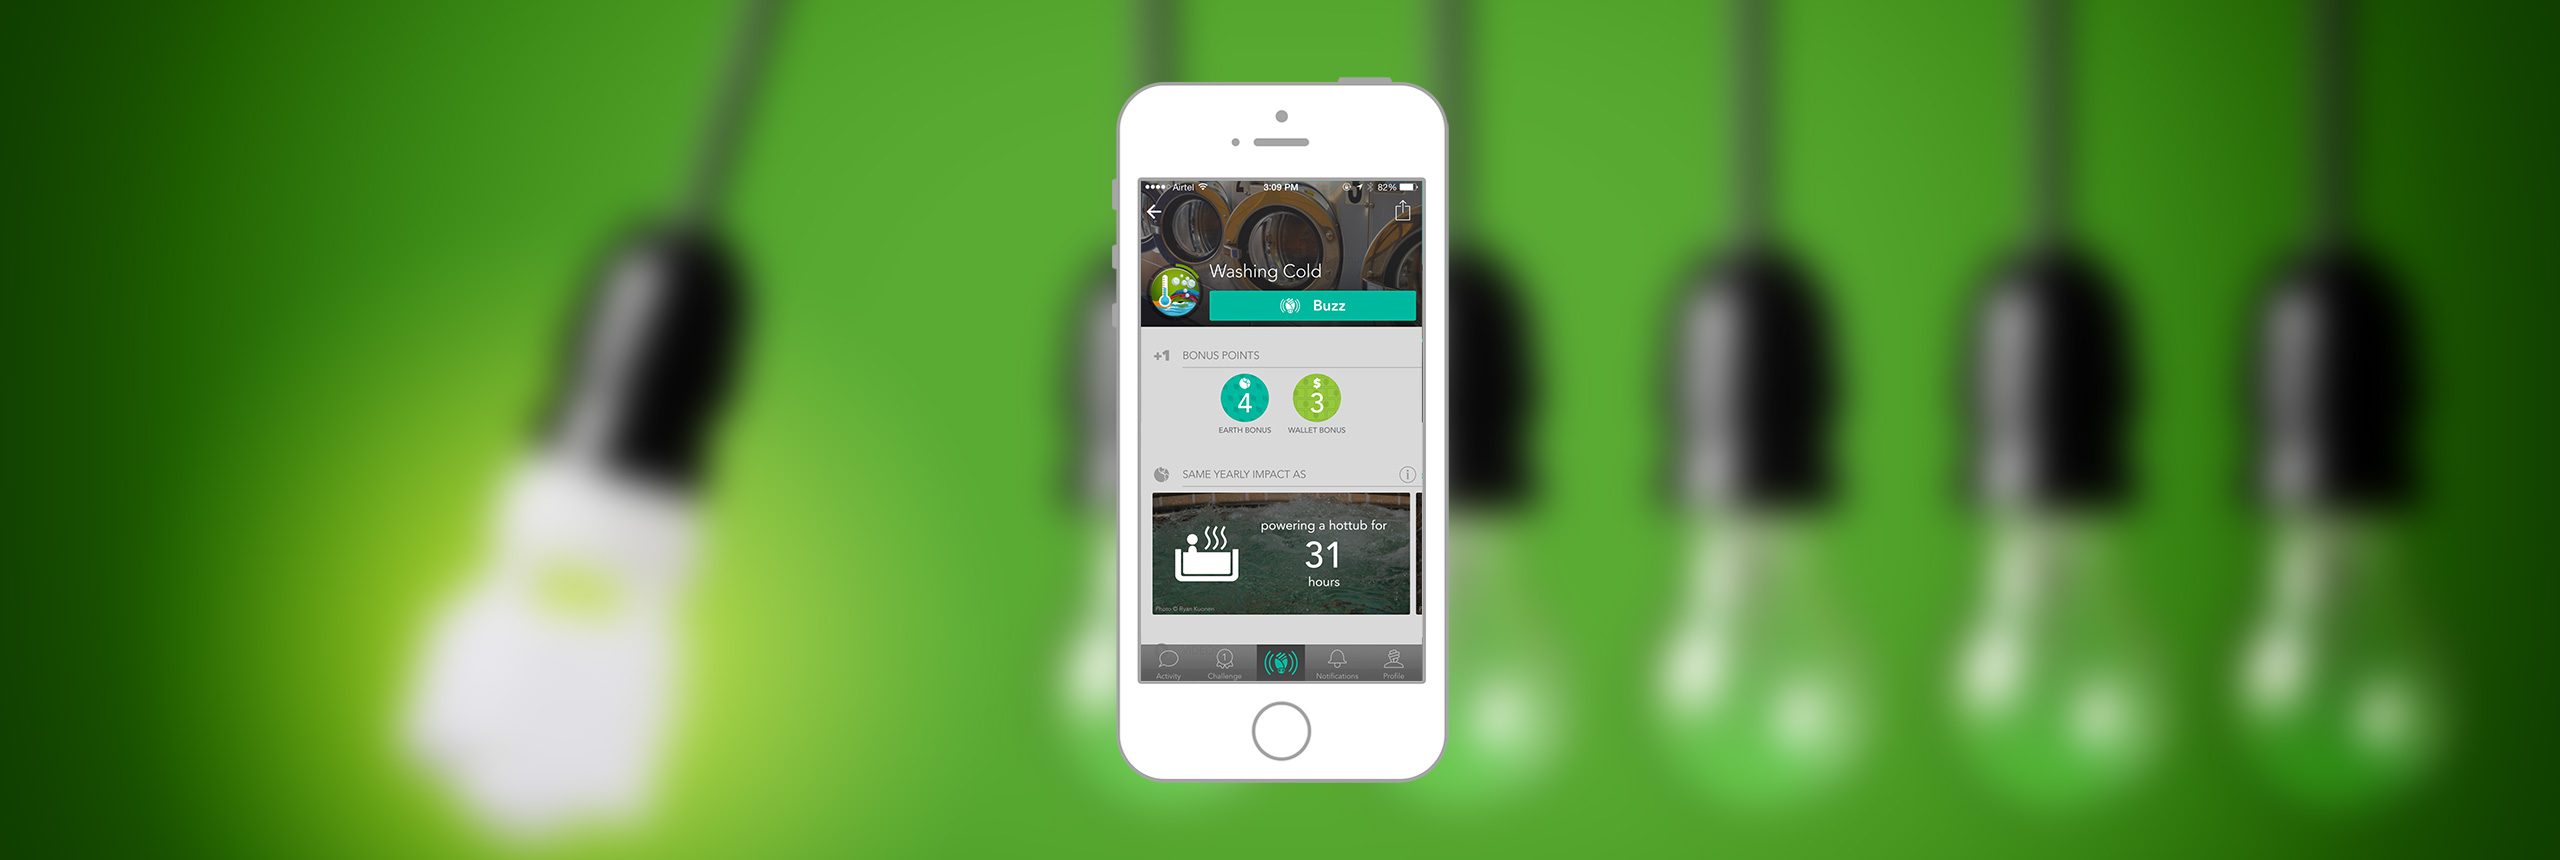 Airtel 3:09 PM 82%
Washing Cold
Buzz
+1 BONUS POINTS
4 3
EARTH BONUS WALLET BONUS
SAME YEARLY IMPACT AS
powering a hottub for
31
hours
Photo © Ryan Kuonen
1
Activity Challenge Notifications Profile